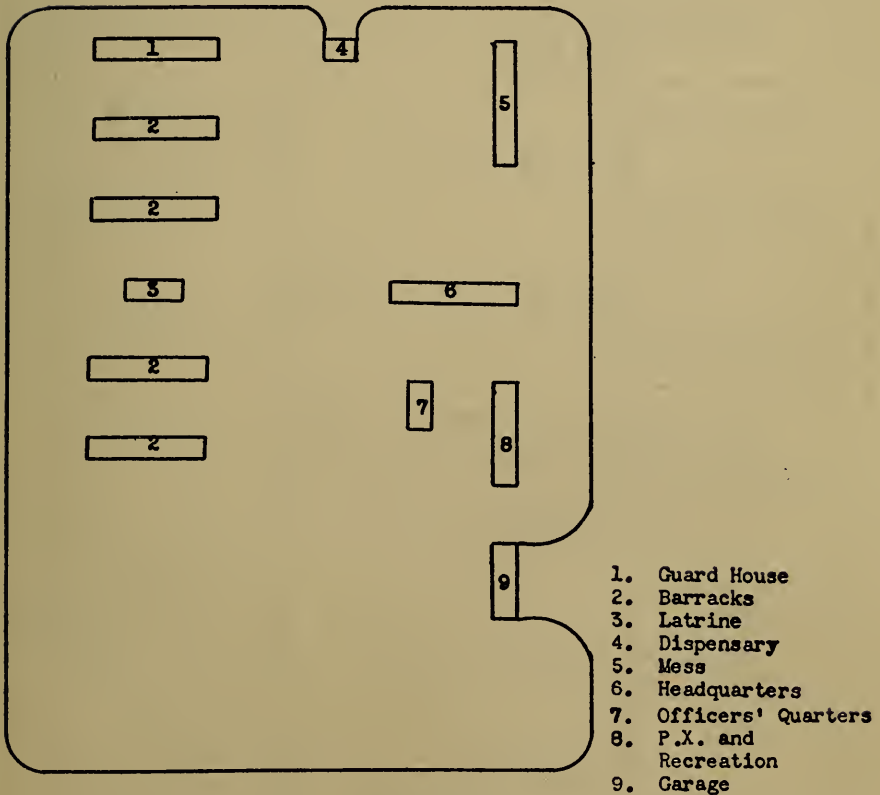 1
4
5
2
2
3
6
2
7
2
8
9
1. Guard House
2. Barracks
3. Latrine
4. Dispensary
5. Mess
6. Headquarters
7. Officers' Quarters
8. P.X. and
Recreation
9. Garage